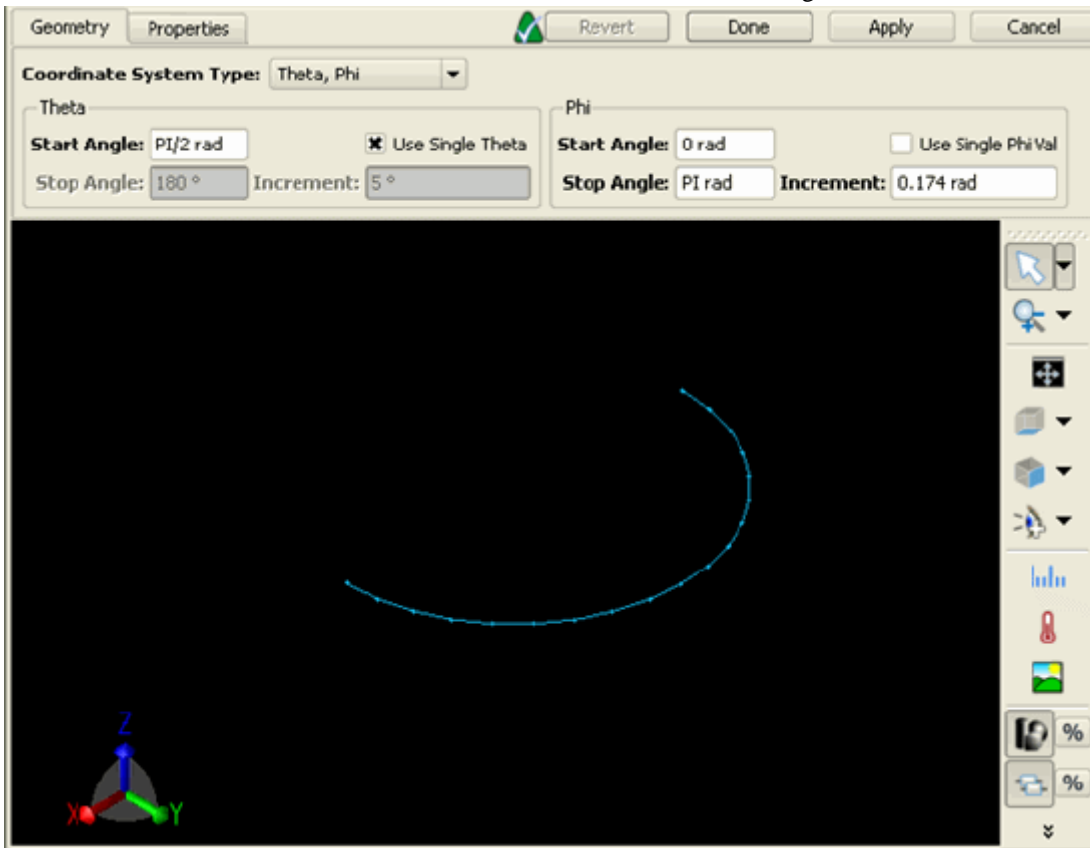 Geometry Properties Revert Done Apply Cancel
Coordinate System Type: Theta, Phi
Theta Phi
Start Angle: PI/2 rad Use Single Theta Start Angle: 0 rad Use Single Phi Val
Stop Angle: 180 ° Increment: 5 ° Stop Angle: PI rad Increment: 0.174 rad
Z
X Y
%
%